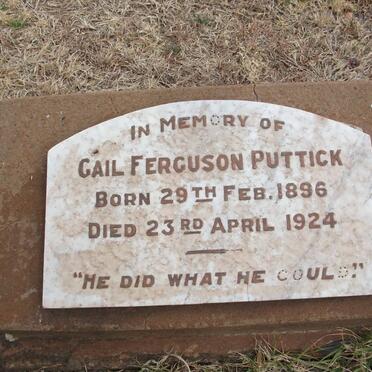 IN MEMORY OF
GAIL FERGUSON PUTTICK
BORN 29TH FEB. 1896
DIED 23RD APRIL 1924
"HE DID WHAT HE COULD."